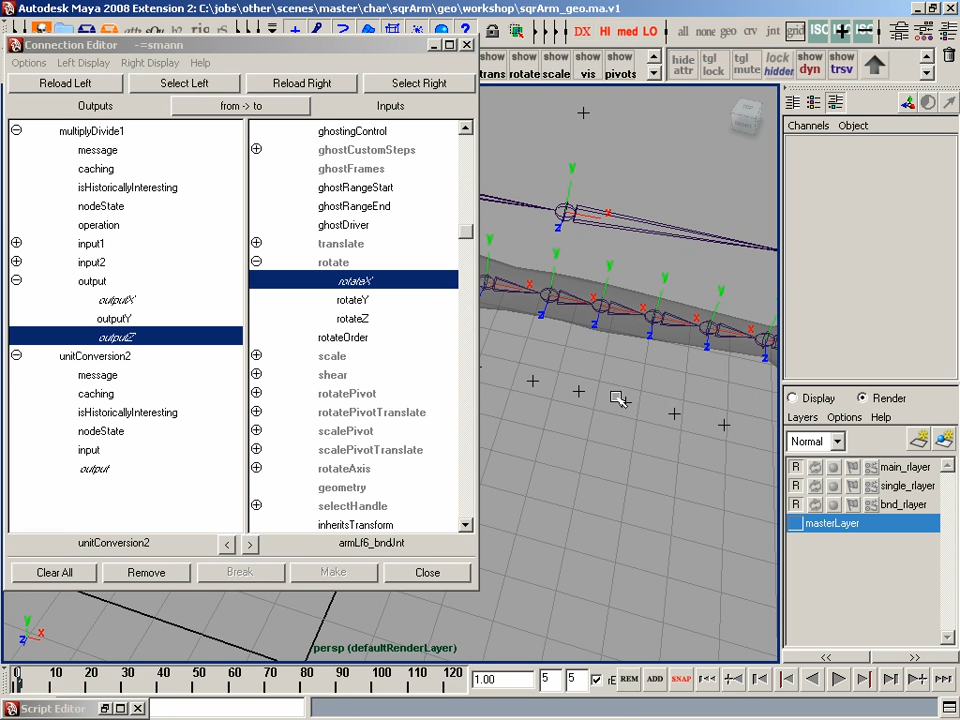 Autodesk Maya 2008 Extension 2: C:\jobs\other\scenes\master\char\sqrArm\geo\workshop\sqrArm_geo.ma.v1
Connection Editor -=smann
Options Left Display Right Display Help
Reload Left Select Left Reload Right Select Right
Outputs from -> to Inputs
DX HI med LO all none geo crv jnt gnd ISO ISO
show trans show rotate show scale show vis show pivots hide attr tgl lock tgl mute lock hidden show dyn show trsv
Channels Object
multiplyDivide1
message
caching
isHistoricallyInteresting
nodeState
operation
input1
input2
output
outputX
outputY
outputZ
unitConversion2
message
caching
isHistoricallyInteresting
nodeState
input
output
ghostingControl
ghostCustomSteps
ghostFrames
ghostRangeStart
ghostRangeEnd
ghostDriver
translate
rotate
rotateX
rotateY
rotateZ
rotateOrder
scale
shear
rotatePivot
rotatePivotTranslate
scalePivot
scalePivotTranslate
rotateAxis
geometry
selectHandle
inheritsTransform
unitConversion2 < > armLf6_bndJnt
Clear All Remove Break Make Close
y
x
z
y y y y y
x x x x x
z z z z z
Display Render
Layers Options Help
Normal
R main_rlayer
R single_rlayer
R bnd_rlayer
masterLayer
<< >>
y
z x
persp (defaultRenderLayer)
0 10 20 30 40 50 60 70 80 90 100 110 120
1.00 5 5 rE REM ADD SNAP
Script Editor